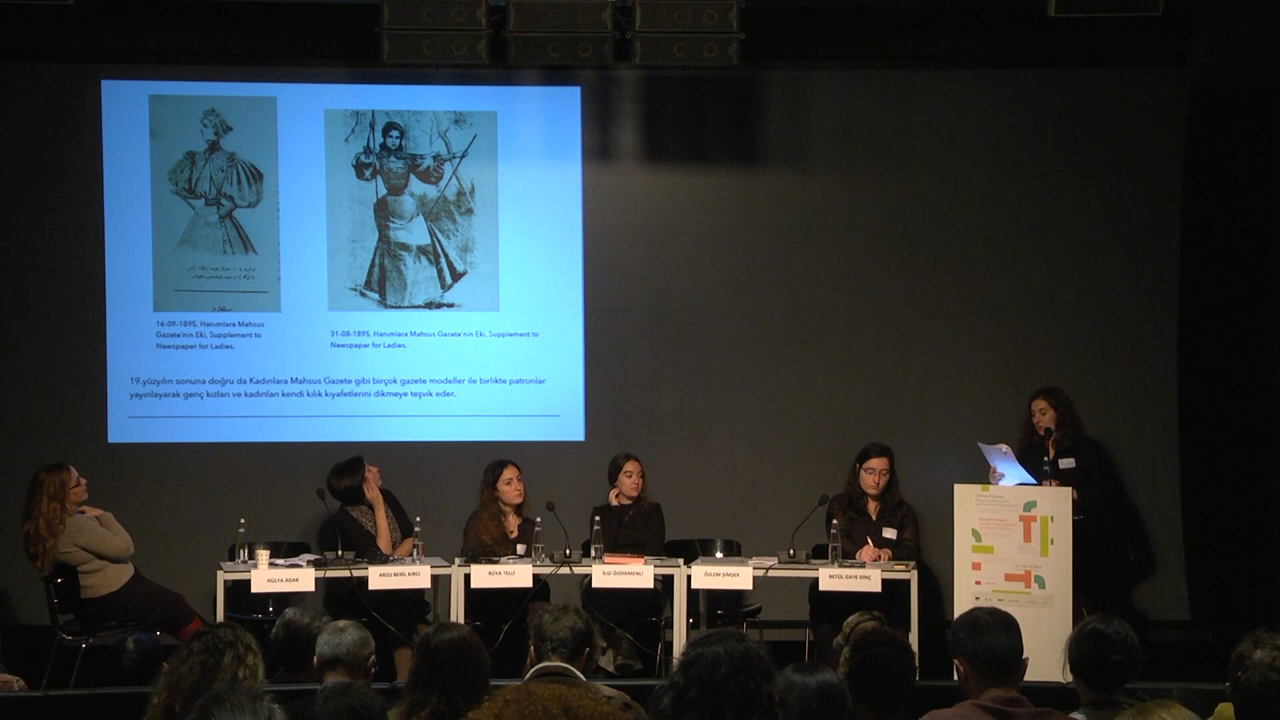 16-09-1895, Hanımlara Mahsus
Gazete'nin Eki, Supplement to
Newspaper for Ladies.
31-08-1895, Hanımlara Mahsus Gazete'nin Eki, Supplement to
Newspaper for Ladies.
19.yüzyılın sonuna doğru da Kadınlara Mahsus Gazete gibi birçok gazete modeller ile birlikte patronlar
yayınlayarak genç kızları ve kadınları kendi kılık kıyafetlerini dikmeye teşvik eder.
HÜLYA ADAK
ARZU BERİL KIRCI
RÜYA TELLİ
İLGİ ÖZDİKMENLİ
ÖZLEM ŞİMŞEK
BETÜL GAYE DİNÇ